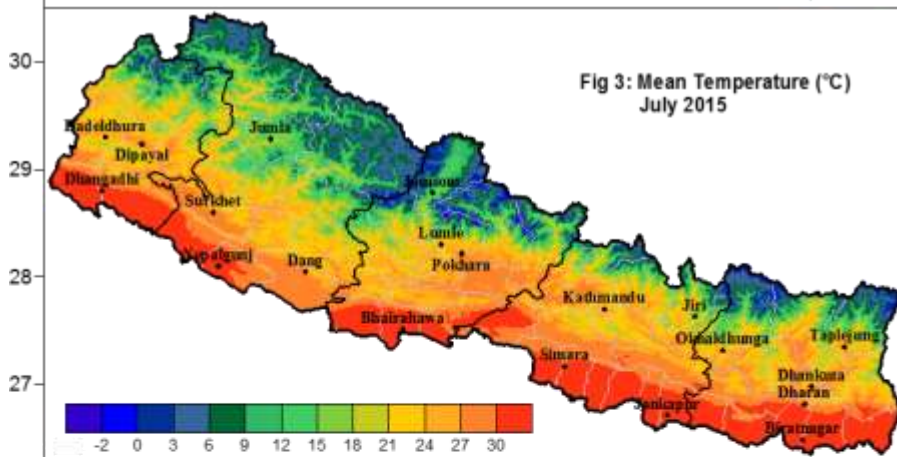 30
Fig 3: Mean Temperature (°C)
July 2015
Dadeldhura
Jumla
Dipayal
29
Dhangadhi
Jomsom
Surkhet
Lumle
Nepalgunj
Dang
Pokhara
28
Kathmandu
Jiri
Bhairahawa
Okhaldhunga
Taplejung
Simara
Dhankuta
27
Dharan
Jankapur
Biratnagar
-2 0 3 6 9 12 15 18 21 24 27 30